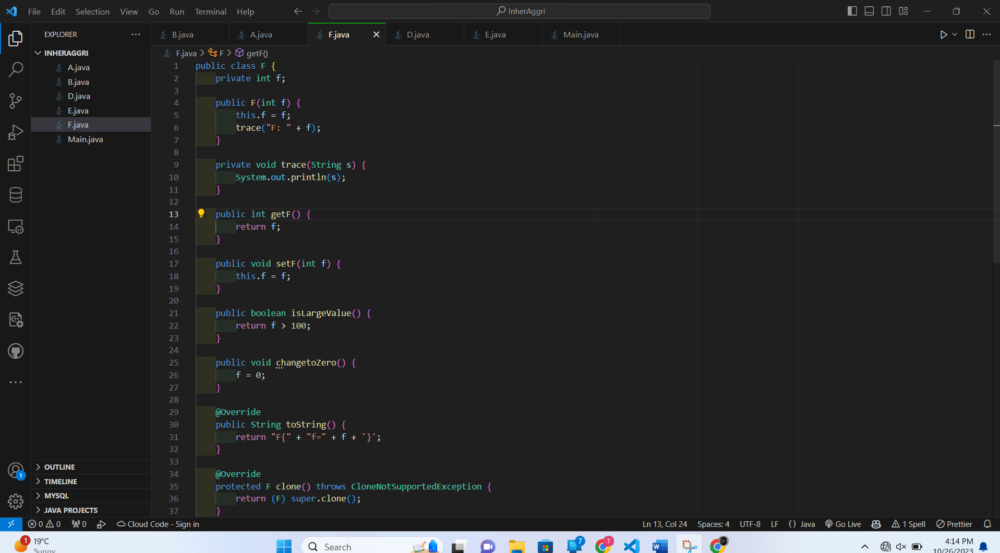 File Edit Selection View Go Run Terminal Help
InherAggri
EXPLORER
INHERAGGRI
A.java
B.java
D.java
E.java
F.java
Main.java
OUTLINE
TIMELINE
MYSQL
JAVA PROJECTS
1
B.java A.java F.java D.java E.java Main.java
F.java > F > getF()
1 public class F {
2 private int f;
3
4 public F(int f) {
5 this.f = f;
6 trace("F: " + f);
7 }
8
9 private void trace(String s) {
10 System.out.println(s);
11 }
12
13 public int getF() {
14 return f;
15 }
16
17 public void setF(int f) {
18 this.f = f;
19 }
20
21 public boolean isLargeValue() {
22 return f > 100;
23 }
24
25 public void changetoZero() {
26 f = 0;
27 }
28
29 @Override
30 public String toString() {
31 return "F{" + "f=" + f + '}';
32 }
33
34 @Override
35 protected F clone() throws CloneNotSupportedException {
36 return (F) super.clone();
37 }
0 0 0 Cloud Code - Sign in Ln 13, Col 24 Spaces: 4 UTF-8 LF {} Java Go Live 1 Spell Prettier
1 19°C
Sunny
Search
7
T
W
4:14 PM
10/26/2023